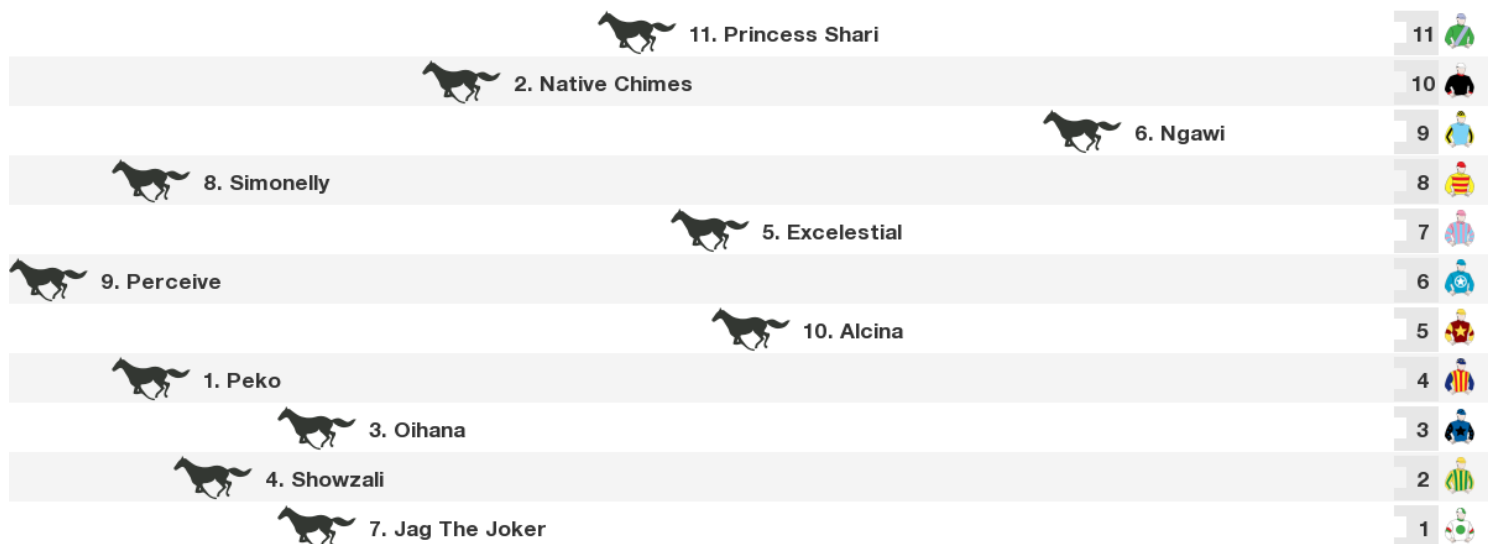 11. Princess Shari 11
2. Native Chimes 10
6. Ngawi 9
8. Simonelly 8
5. Excelestial 7
9. Perceive 6
10. Alcina 5
1. Peko 4
3. Oihana 3
4. Showzali 2
7. Jag The Joker 1